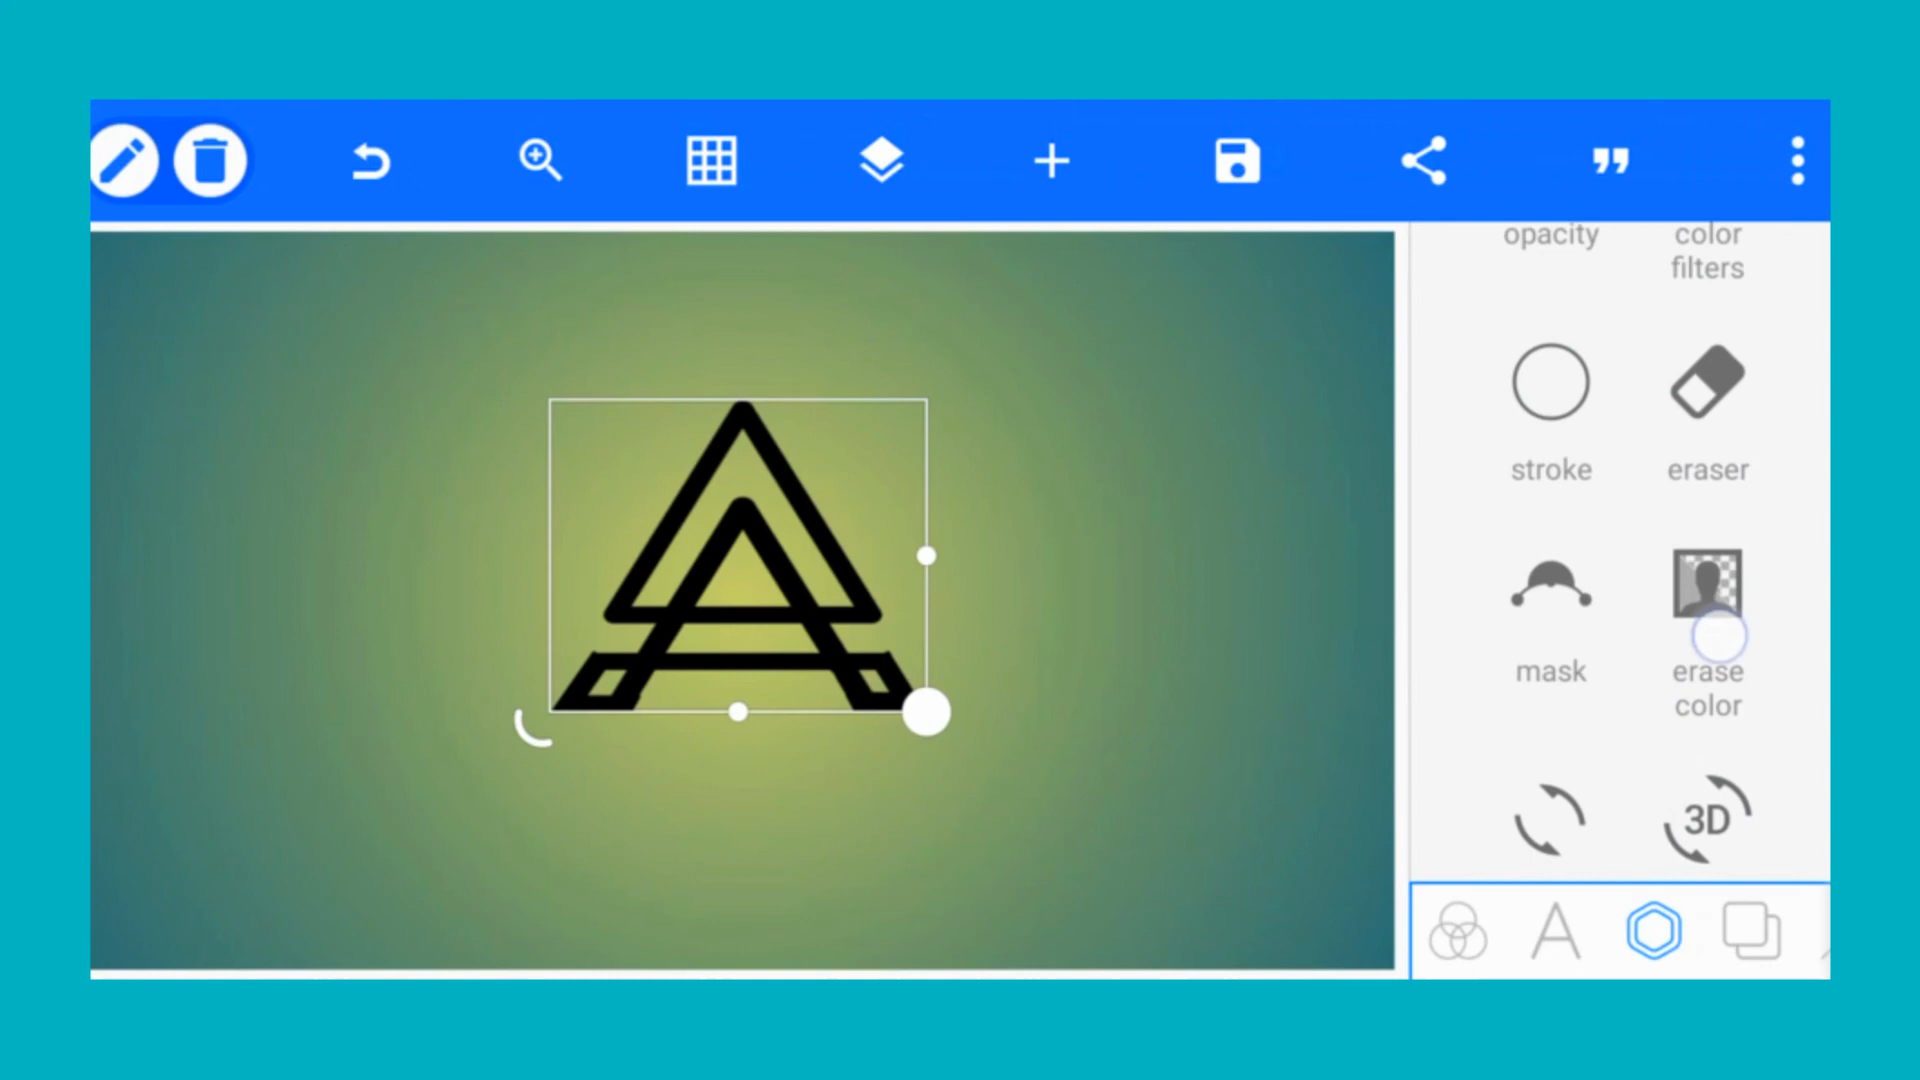 opacity
color
filters
stroke
eraser
mask
erase
color
3D